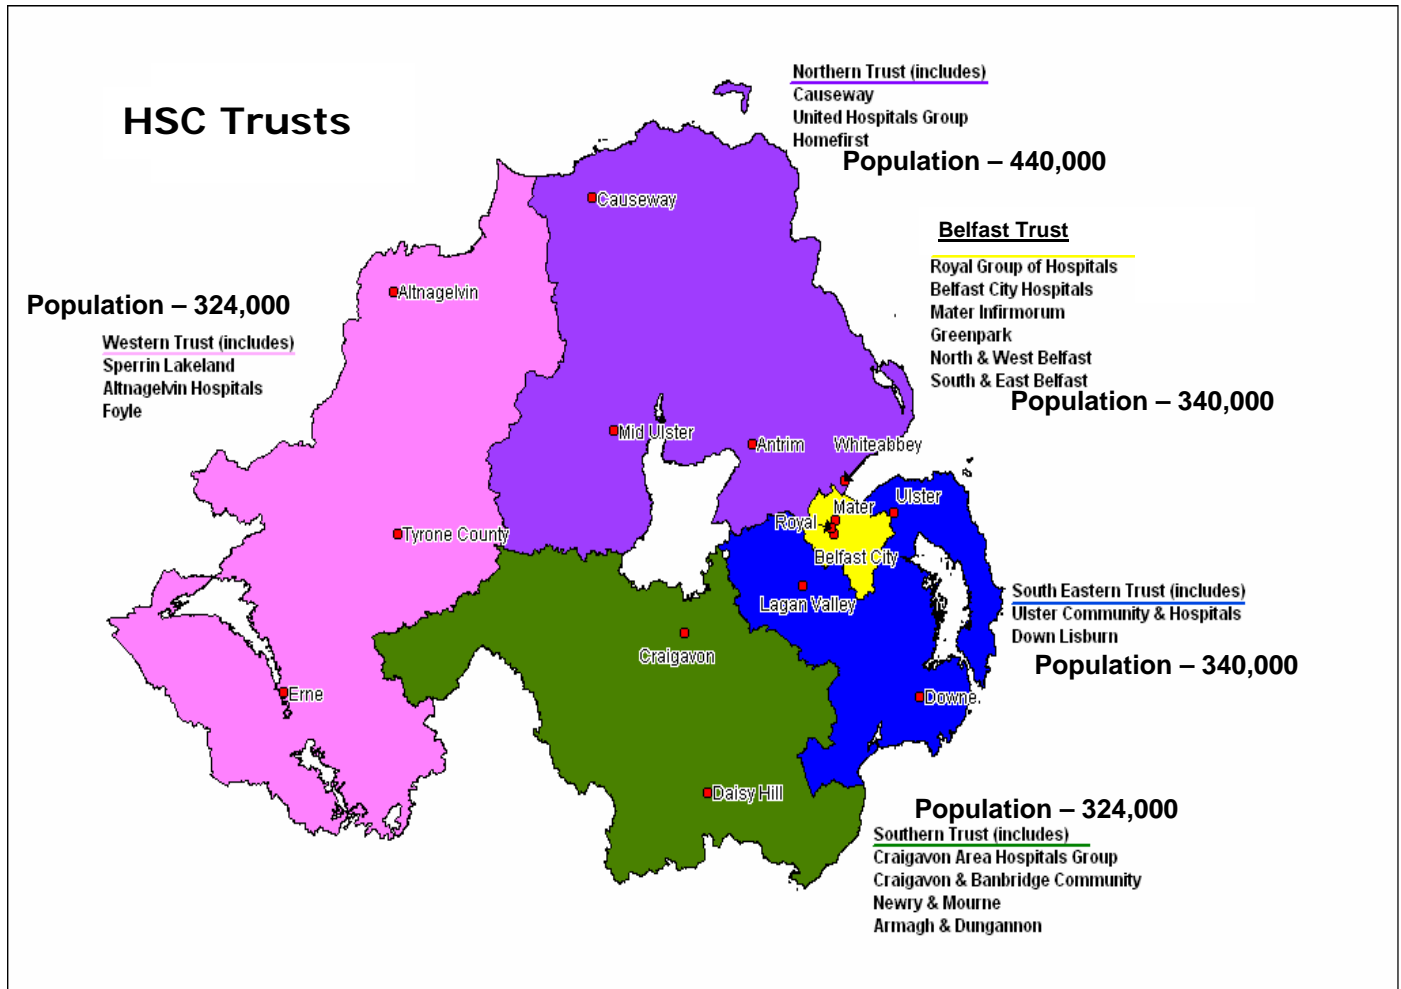 HSC Trusts
Northern Trust (includes)
Causeway
United Hospitals Group
Homefirst
Population – 440,000
Belfast Trust
Royal Group of Hospitals
Belfast City Hospitals
Mater Infirmorum
Greenpark
North & West Belfast
South & East Belfast
Population – 340,000
Population – 324,000
Western Trust (includes)
Sperrin Lakeland
Altnagelvin Hospitals
Foyle
Causeway
Altnagelvin
Mid Ulster
Antrim
Whiteabbey
Ulster
Mater
Royal
Belfast City
Tyrone County
Lagan Valley
Craigavon
Erne
Downe.
Daisy Hill
South Eastern Trust (includes)
Ulster Community & Hospitals
Down Lisburn
Population – 340,000
Population – 324,000
Southern Trust (includes)
Craigavon Area Hospitals Group
Craigavon & Banbridge Community
Newry & Mourne
Armagh & Dungannon